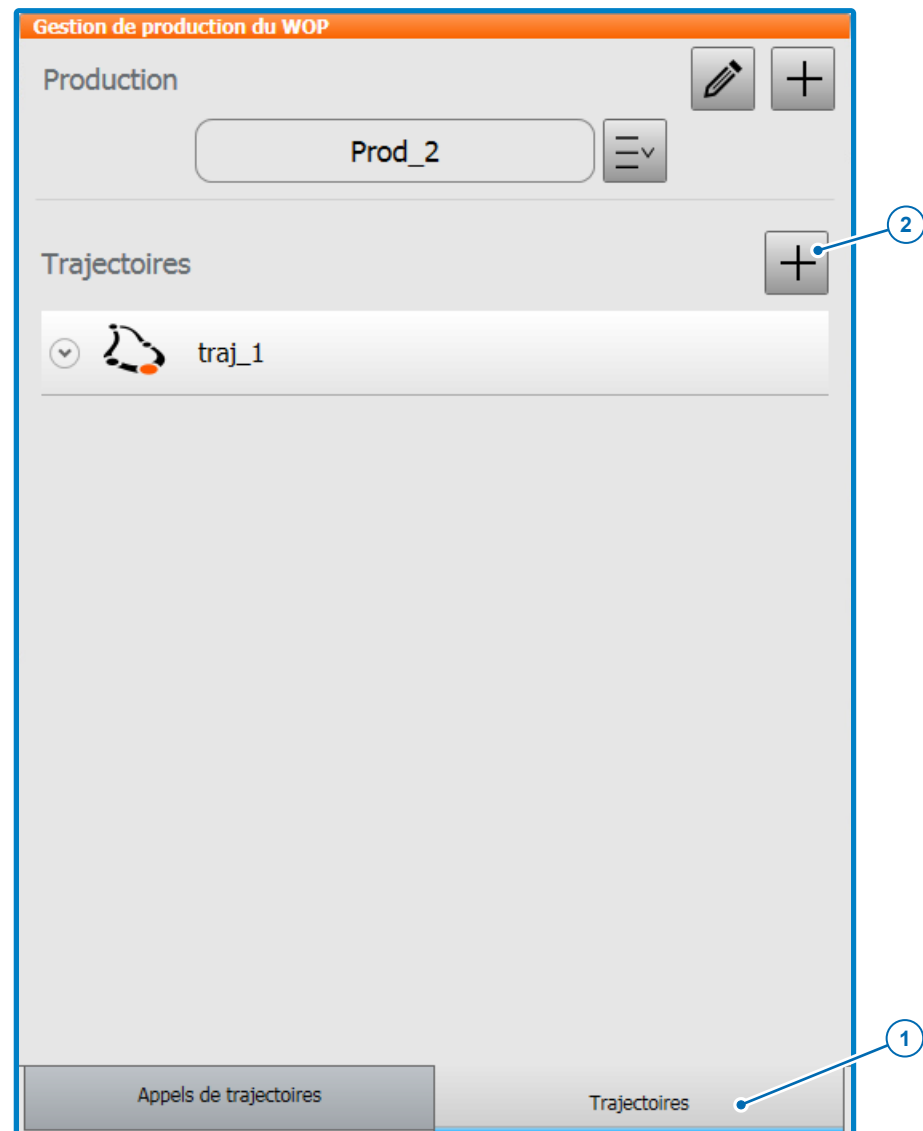 Gestion de production du WOP
Production
Prod_2
2
Trajectoires
traj_1
1
Appels de trajectoires
Trajectoires